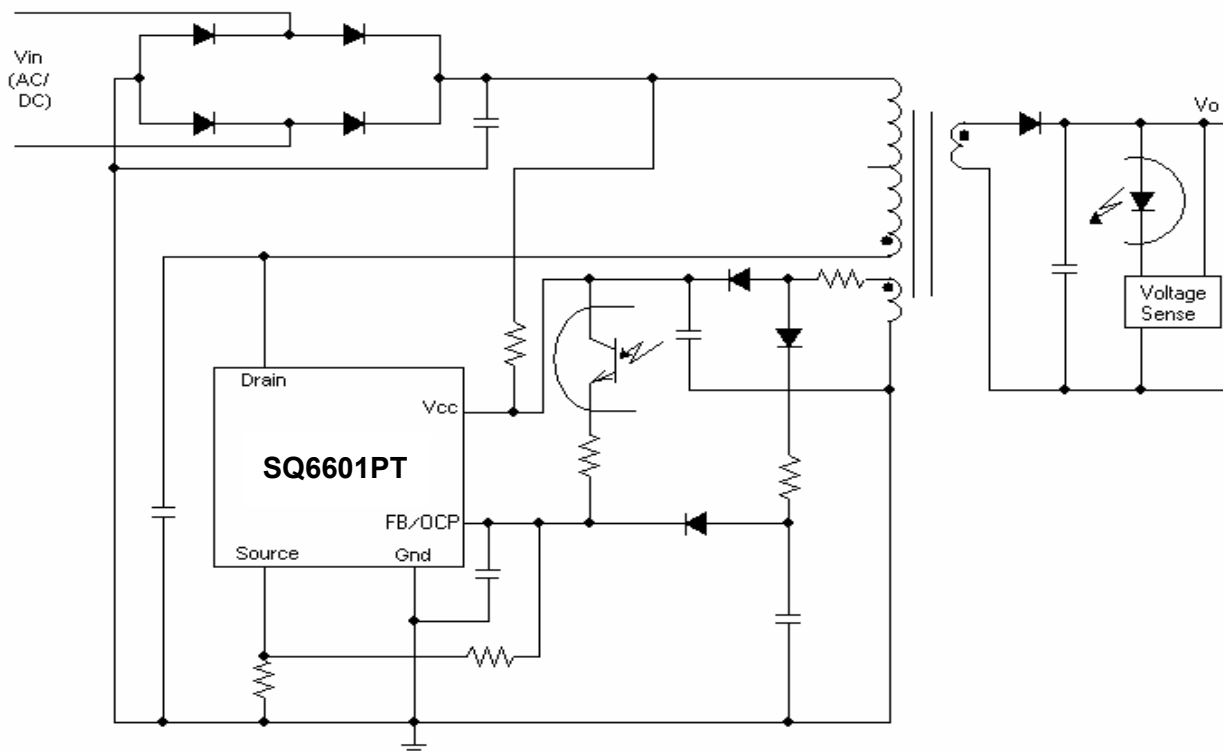 Vin
(AC/
DC)
Vo
Voltage
Sense
Drain
Vcc
SQ6601PT
FB/OCP
Source
Gnd